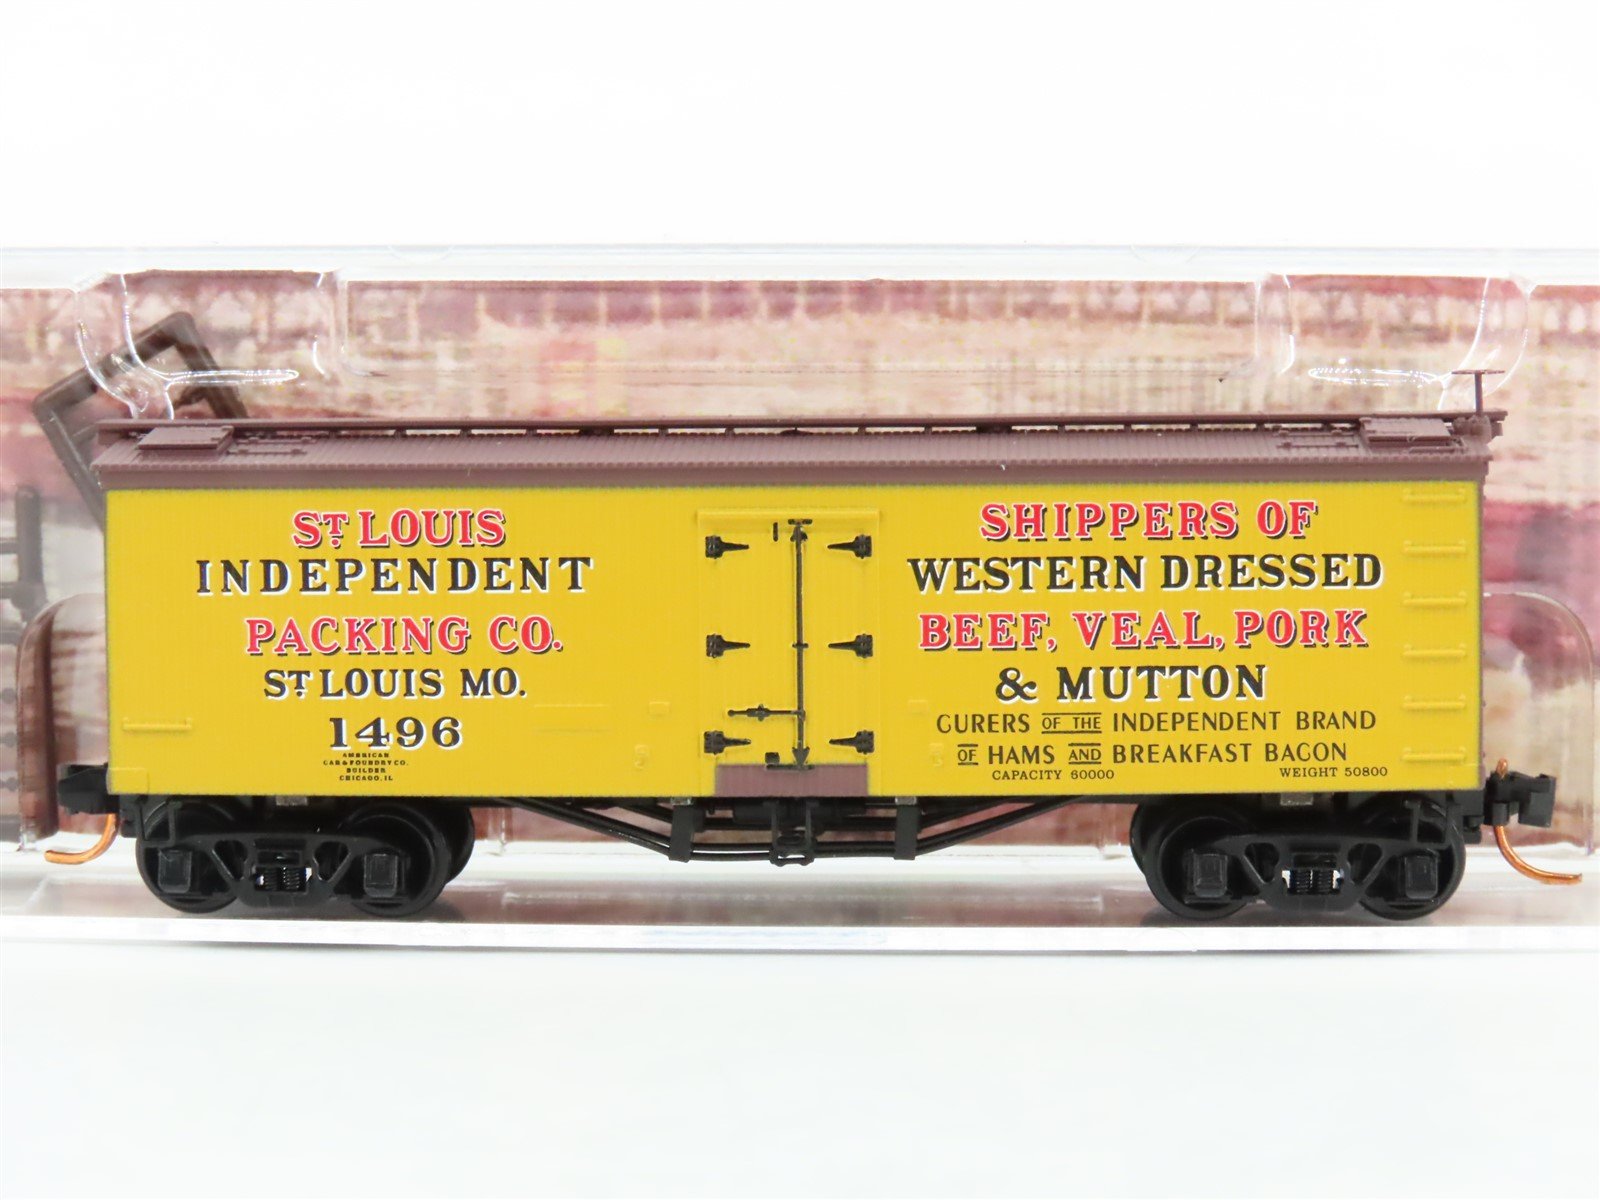 ST. LOUIS
INDEPENDENT
PACKING CO.
ST. LOUIS MO.
1496
AMERICAN
CAR & FOUNDRY CO.
BUILDER
CHICAGO, IL
SHIPPERS OF
WESTERN DRESSED
BEEF, VEAL, PORK
& MUTTON
CURERS OF THE INDEPENDENT BRAND
OF HAMS AND BREAKFAST BACON
CAPACITY 60000 WEIGHT 50800